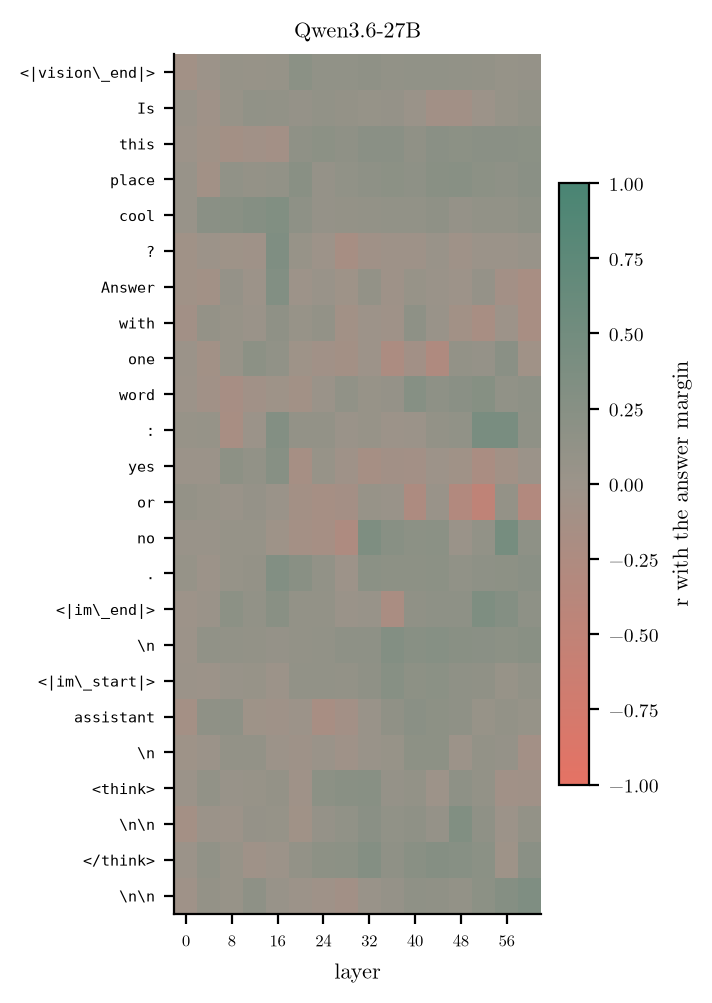 Qwen3.6-27B
<|vision\_end|>
Is
this
place
cool
?
Answer
with
one
word
:
yes
or
no
.
<|im\_end|>
\n
<|im\_start|>
assistant
\n
<think>
\n\n
</think>
\n\n
0 8 16 24 32 40 48 56
layer
1.00
0.75
0.50
0.25
0.00
−0.25
−0.50
−0.75
−1.00
r with the answer margin